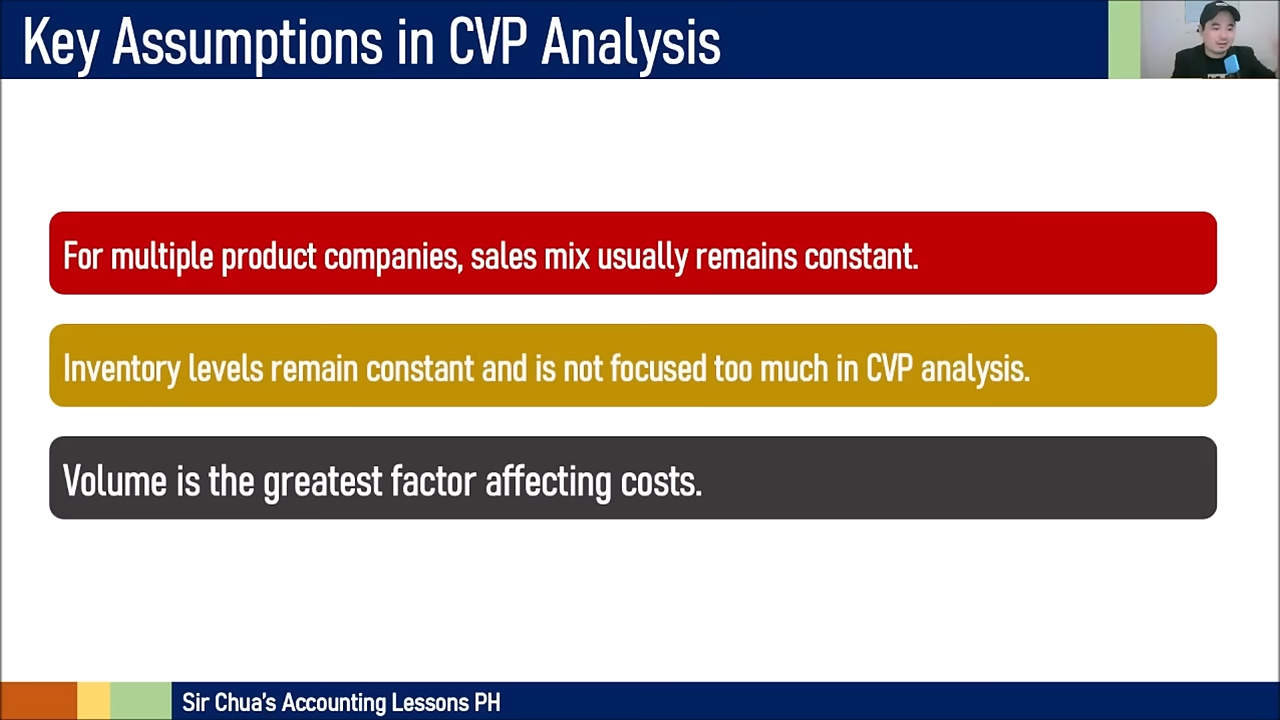 Key Assumptions in CVP Analysis
For multiple product companies, sales mix usually remains constant.
Inventory levels remain constant and is not focused too much in CVP analysis.
Volume is the greatest factor affecting costs.
Sir Chua's Accounting Lessons PH